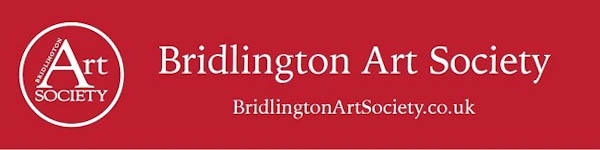 BRIDLINGTON
Art
SOCIETY
Bridlington Art Society
BridlingtonArtSociety.co.uk